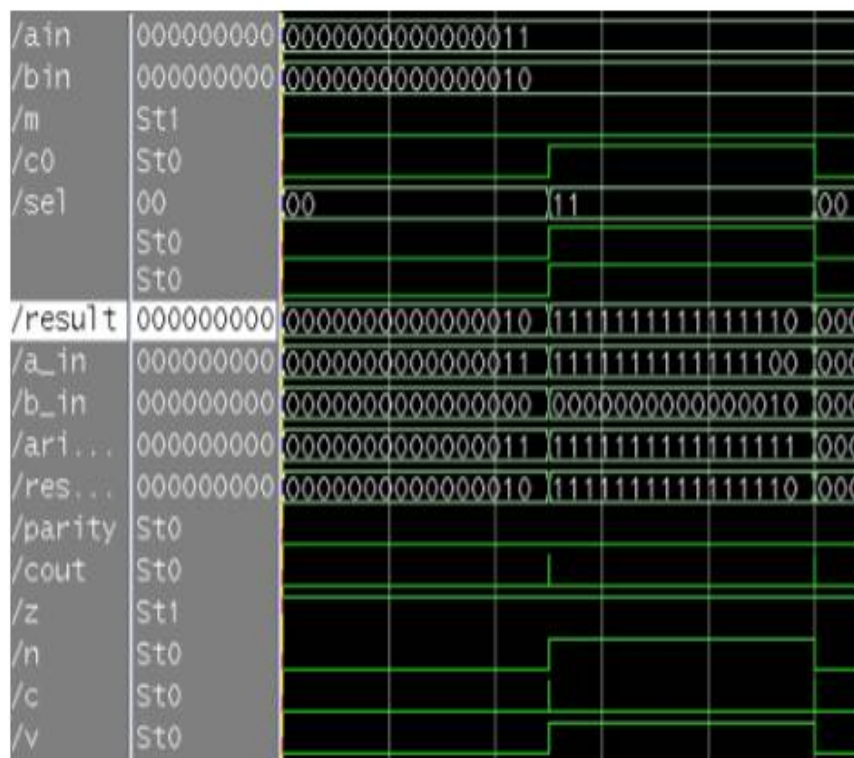 /ain 000000000 0000000000000011
/bin 000000000 0000000000000010
/m St1
/c0 St0
/sel 00 00 11 00
St0
St0
/result 000000000 0000000000000010 1111111111111110 000
/a_in 000000000 0000000000000011 1111111111111100 000
/b_in 000000000 0000000000000000 0000000000000010 000
/ari... 000000000 0000000000000011 1111111111111111 000
/res... 000000000 0000000000000010 1111111111111110 000
/parity St0
/cout St0
/z St1
/n St0
/c St0
/v St0